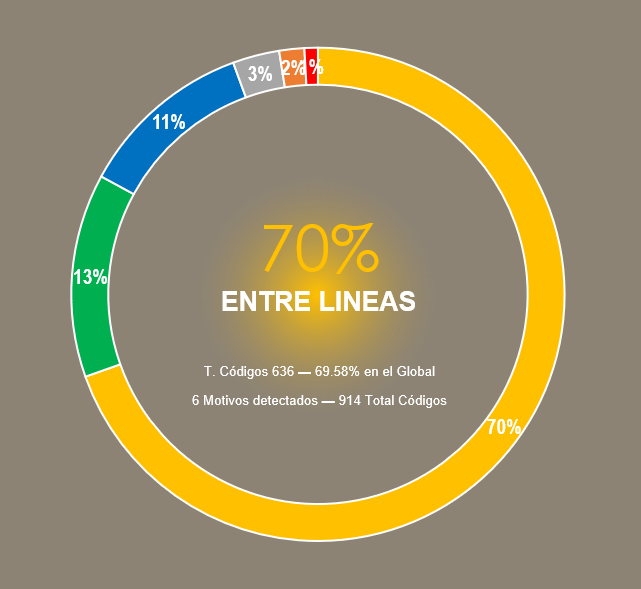 3%
2%
%
11%
70%
13%
ENTRE LINEAS
T. Códigos 636 — 69.58% en el Global
6 Motivos detectados — 914 Total Códigos
70%